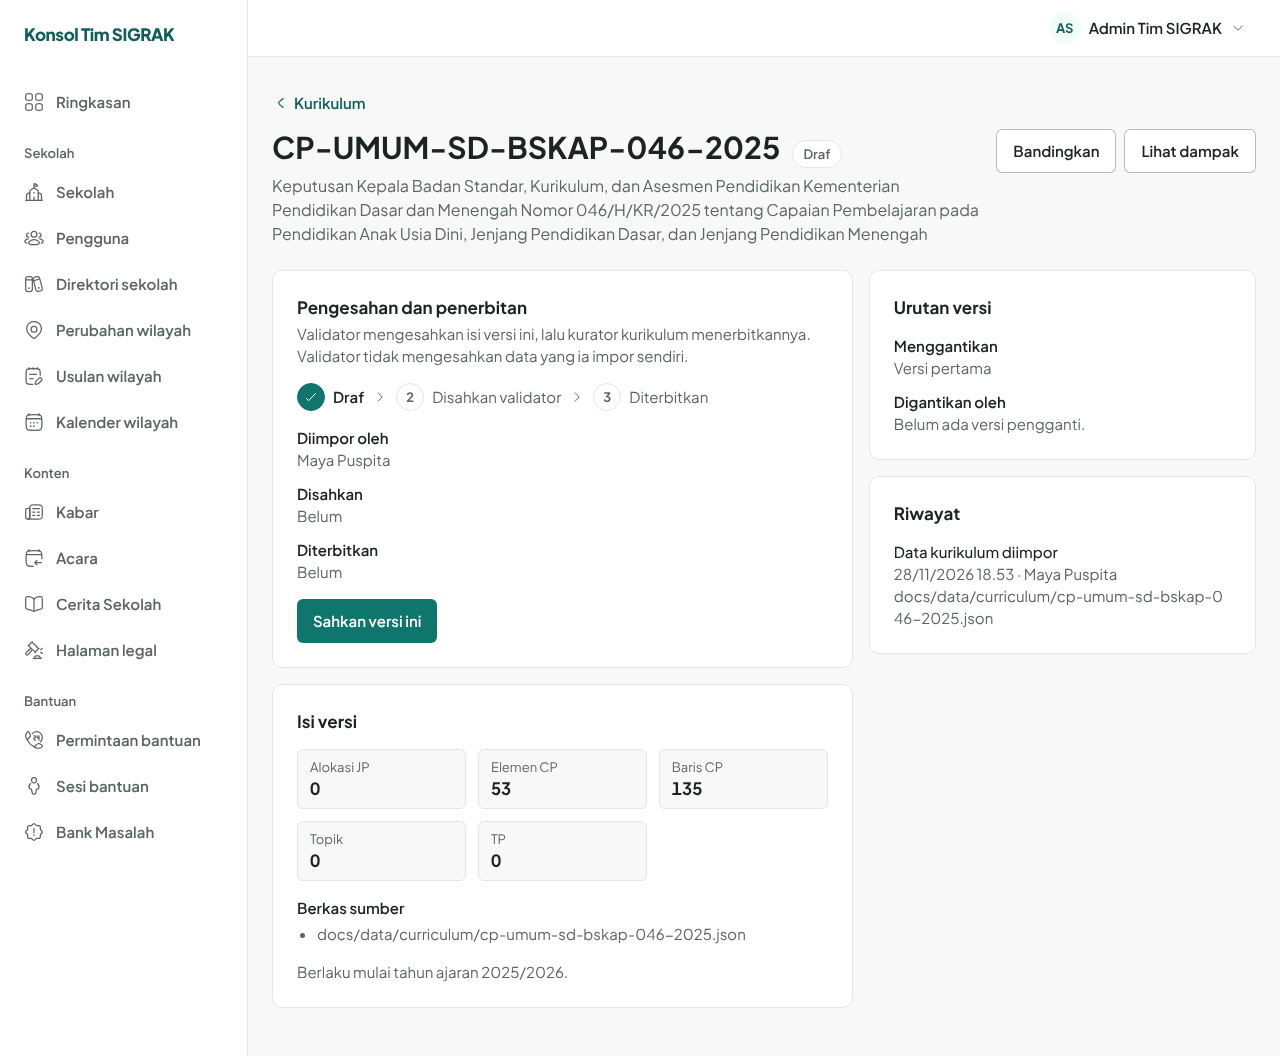 Konsol Tim SIGRAK
AS Admin Tim SIGRAK
Ringkasan
Sekolah
Sekolah
Pengguna
Direktori sekolah
Perubahan wilayah
Usulan wilayah
Kalender wilayah
Konten
Kabar
Acara
Cerita Sekolah
Halaman legal
Bantuan
Permintaan bantuan
Sesi bantuan
Bank Masalah
Kurikulum
CP-UMUM-SD-BSKAP-046-2025 Draf
Bandingkan Lihat dampak
Keputusan Kepala Badan Standar, Kurikulum, dan Asesmen Pendidikan Kementerian
Pendidikan Dasar dan Menengah Nomor 046/H/KR/2025 tentang Capaian Pembelajaran pada
Pendidikan Anak Usia Dini, Jenjang Pendidikan Dasar, dan Jenjang Pendidikan Menengah
Pengesahan dan penerbitan
Validator mengesahkan isi versi ini, lalu kurator kurikulum menerbitkannya.
Validator tidak mengesahkan data yang ia impor sendiri.
Draf 2 Disahkan validator 3 Diterbitkan
Diimpor oleh
Maya Puspita
Disahkan
Belum
Diterbitkan
Belum
Sahkan versi ini
Isi versi
Alokasi JP
0
Elemen CP
53
Baris CP
135
Topik
0
TP
0
Berkas sumber
docs/data/curriculum/cp-umum-sd-bskap-046-2025.json
Berlaku mulai tahun ajaran 2025/2026.
Urutan versi
Menggantikan
Versi pertama
Digantikan oleh
Belum ada versi pengganti.
Riwayat
Data kurikulum diimpor
28/11/2026 18.53 · Maya Puspita
docs/data/curriculum/cp-umum-sd-bskap-0
46-2025.json